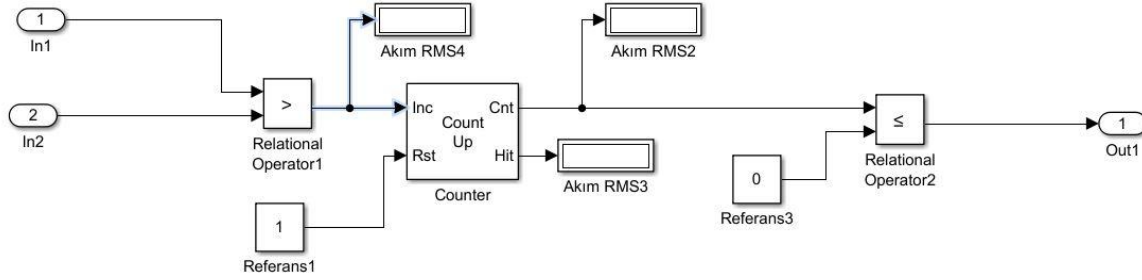 1
In1
2
In2
>
Relational
Operator1
Akım RMS4
Inc
Cnt
Count
Up
Rst
Hit
Counter
1
Referans1
Akım RMS2
Akım RMS3
0
Referans3
≤
Relational
Operator2
1
Out1